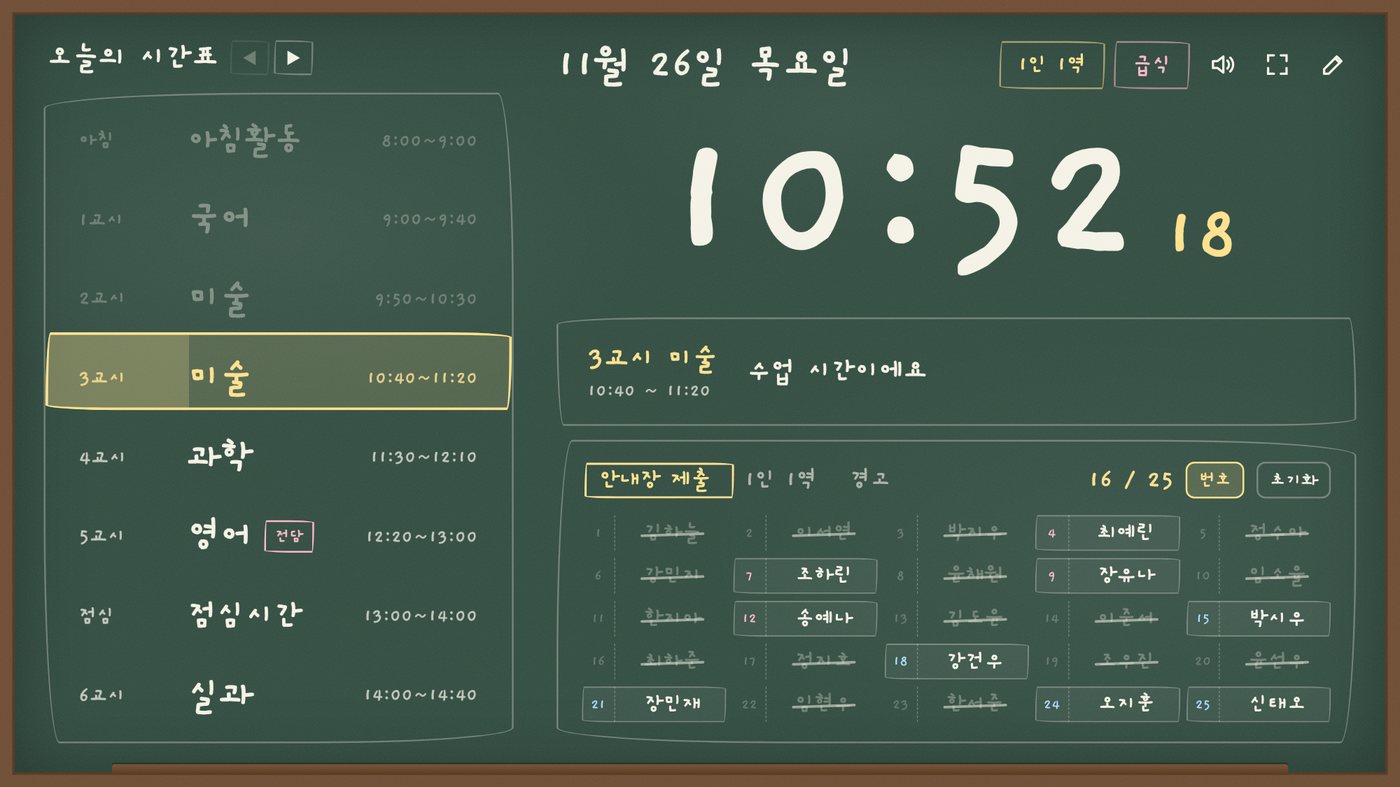 오늘의 시간표
11월 26일 목요일
1인 1역
급식
아침 아침활동 8:00~9:00
1교시 국어 9:00~9:40
2교시 미술 9:50~10:30
3교시 미술 10:40~11:20
4교시 과학 11:30~12:10
5교시 영어 전담 12:20~13:00
점심 점심시간 13:00~14:00
6교시 실과 14:00~14:40
10:52 18
3교시 미술
10:40 ~ 11:20
수업 시간이에요
안내장 제출 1인 1역 경고 16 / 25 번호 초기화
1 김하늘 2 이서연 3 박지우 4 최예린 5 정수아
6 강민지 7 조하린 8 윤채원 9 장유나 10 임소율
11 한지아 12 송예나 13 김도윤 14 이준서 15 박시우
16 최하준 17 정지호 18 강건우 19 조우진 20 윤선우
21 장민재 22 임현우 23 한서준 24 오지훈 25 신태오